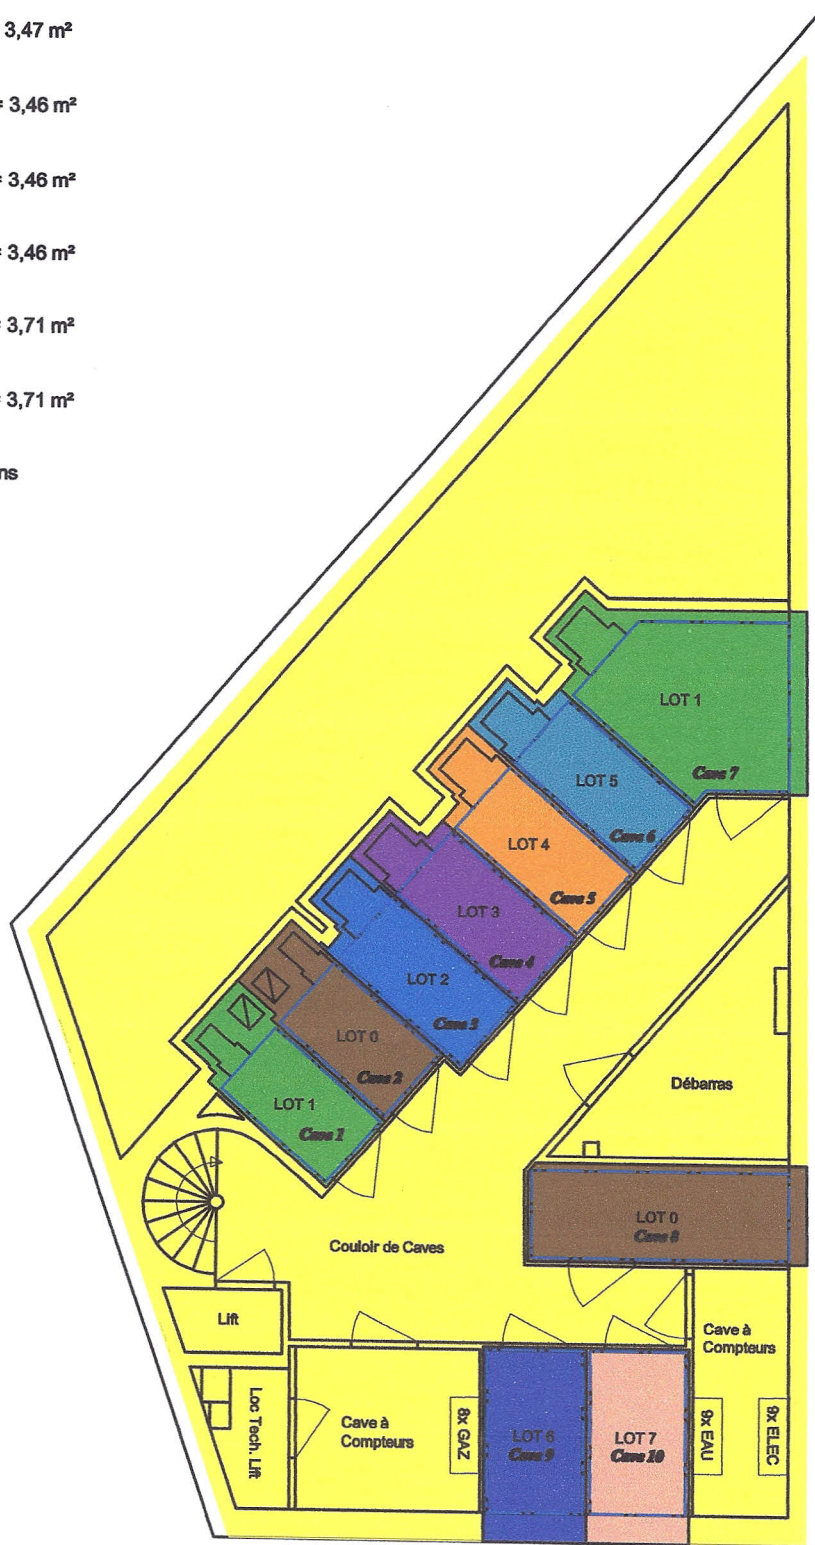 3,47 m²
= 3,46 m²
= 3,46 m²
= 3,46 m²
= 3,71 m²
= 3,71 m²
ns
LOT 1
Cave 7
LOT 5
Cave 6
LOT 4
Cave 5
LOT 3
Cave 4
LOT 2
Cave 3
LOT 0
Cave 2
LOT 1
Cave 1
Débarras
LOT 0
Cave 8
Couloir de Caves
Lift
Cave à
Compteurs
Loc Tech. Lift
Cave à
Compteurs
8x GAZ
LOT 6
Cave 9
LOT 7
Cave 10
9x EAU
9x ELEC